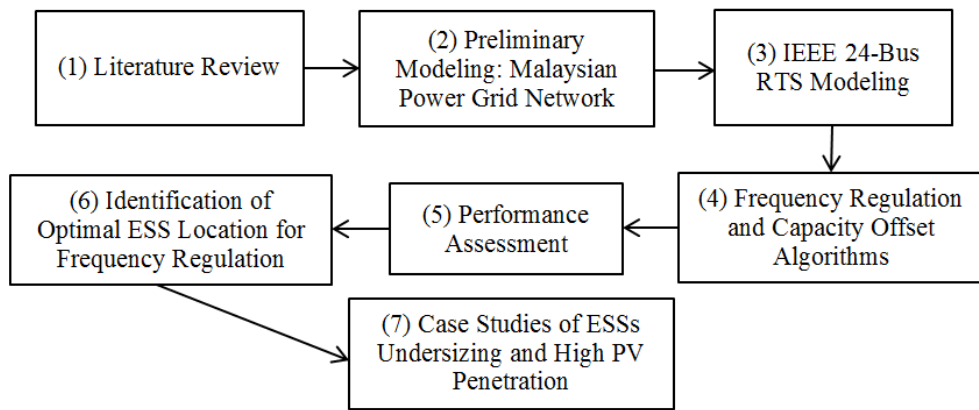 (1) Literature Review
(2) Preliminary
Modeling: Malaysian
Power Grid Network
(3) IEEE 24-Bus
RTS Modeling
(4) Frequency Regulation
and Capacity Offset
Algorithms
(5) Performance
Assessment
(6) Identification of
Optimal ESS Location for
Frequency Regulation
(7) Case Studies of ESSs
Undersizing and High PV
Penetration